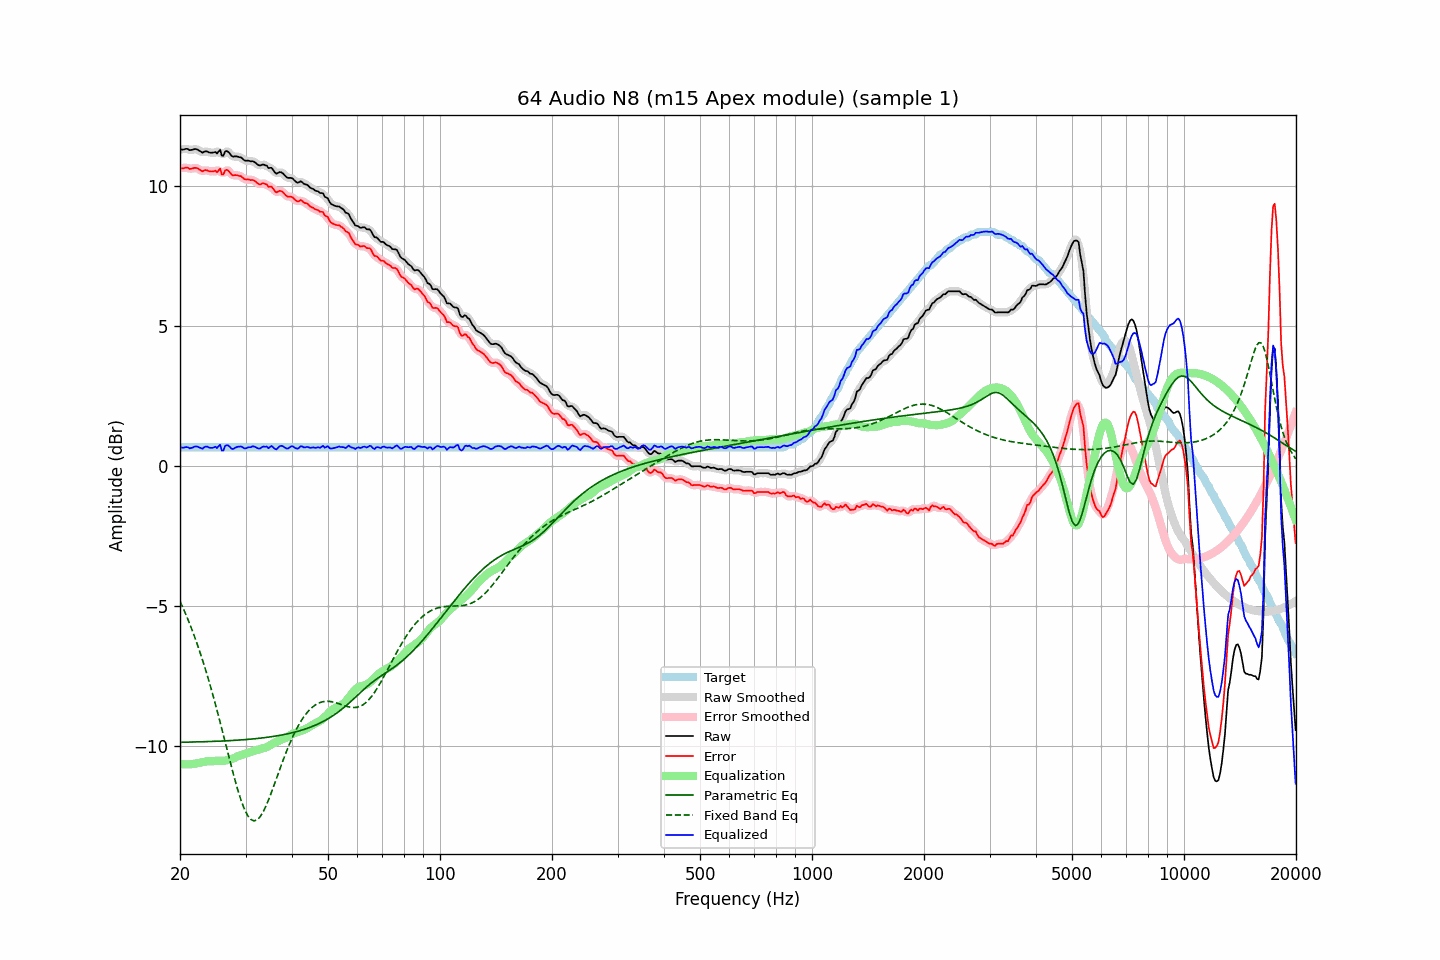 64 Audio N8 (m15 Apex module) (sample 1)
Amplitude (dBr)
10
5
0
−5
−10
Target
Raw Smoothed
Error Smoothed
Raw
Error
Equalization
Parametric Eq
Fixed Band Eq
Equalized
20
50
100
200
500
1000
2000
5000
10000
20000
Frequency (Hz)